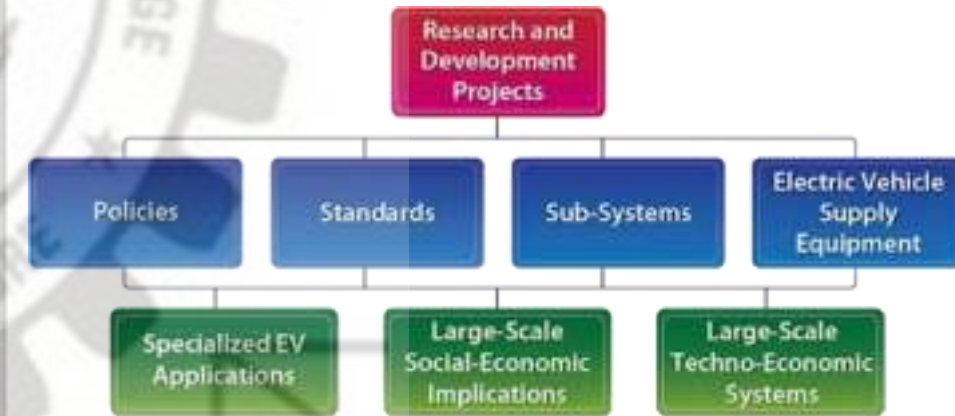 Research and
Development
Projects
Policies
Standards
Sub-Systems
Electric Vehicle
Supply
Equipment
Specialized EV
Applications
Large-Scale
Social-Economic
Implications
Large-Scale
Techno-Economic
Systems